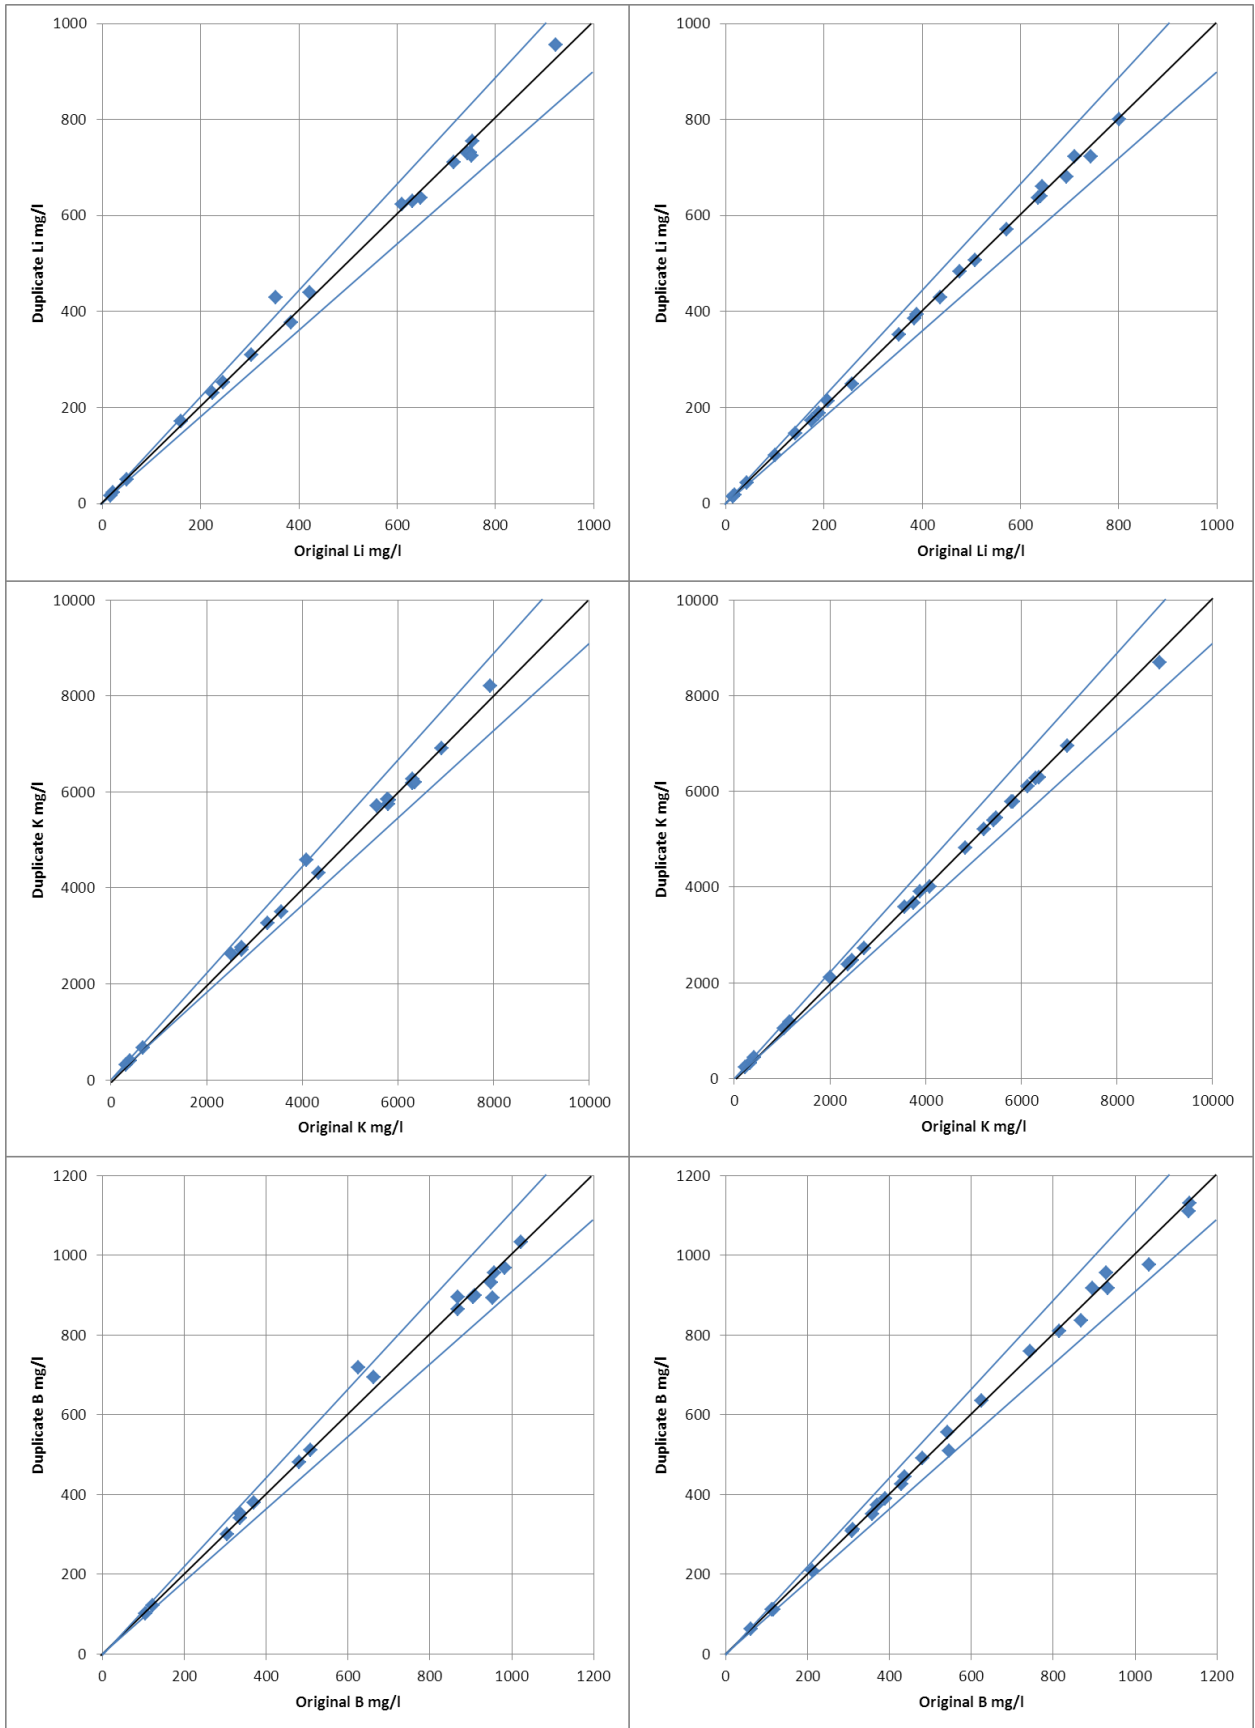 1000
800
600
400
200
0
Duplicate Li mg/l
0 200 400 600 800 1000
Original Li mg/l
1000
800
600
400
200
0
Duplicate Li mg/l
0 200 400 600 800 1000
Original Li mg/l
10000
8000
6000
4000
2000
0
Duplicate K mg/l
0 2000 4000 6000 8000 10000
Original K mg/l
10000
8000
6000
4000
2000
0
Duplicate K mg/l
0 2000 4000 6000 8000 10000
Original K mg/l
1200
1000
800
600
400
200
0
Duplicate B mg/l
0 200 400 600 800 1000 1200
Original B mg/l
1200
1000
800
600
400
200
0
Duplicate B mg/l
0 200 400 600 800 1000 1200
Original B mg/l